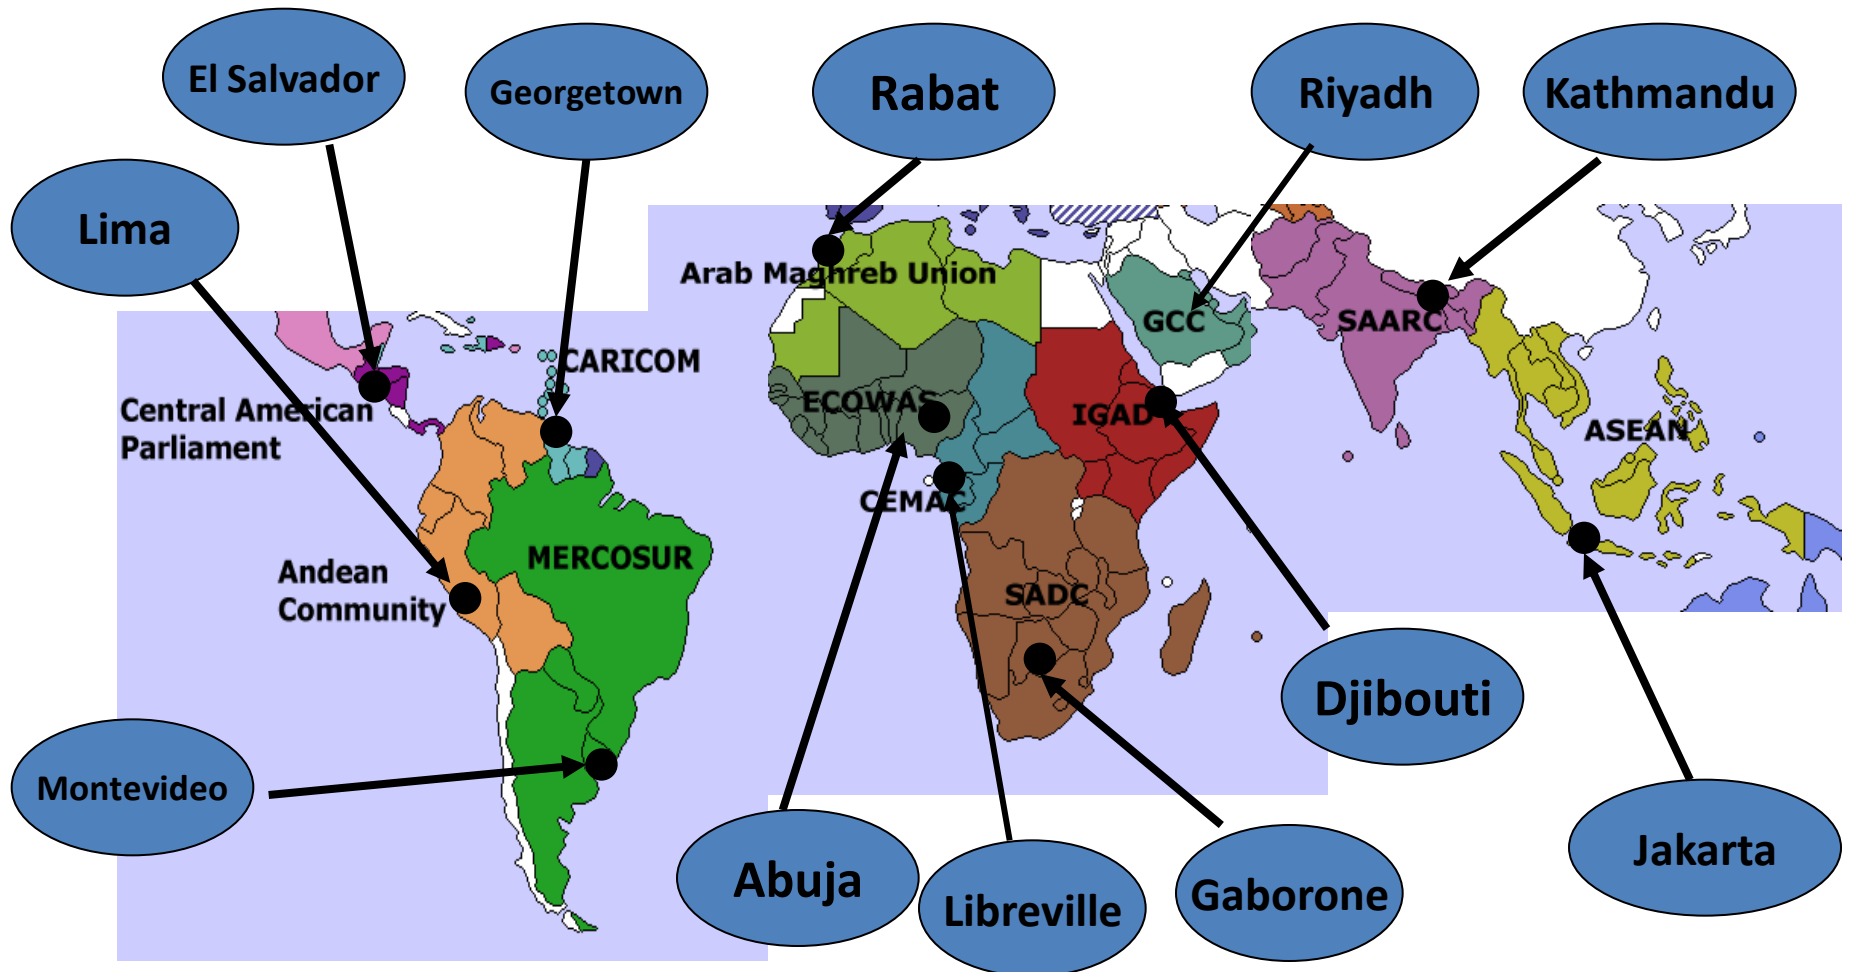 El Salvador
Georgetown
Rabat
Riyadh
Kathmandu
Lima
Arab Maghreb Union
GCC
SAARC
CARICOM
Central American
Parliament
ECOWAS
IGAD
ASEAN
CEMAC
MERCOSUR
Andean
Community
SADC
Djibouti
Montevideo
Abuja
Libreville
Gaborone
Jakarta